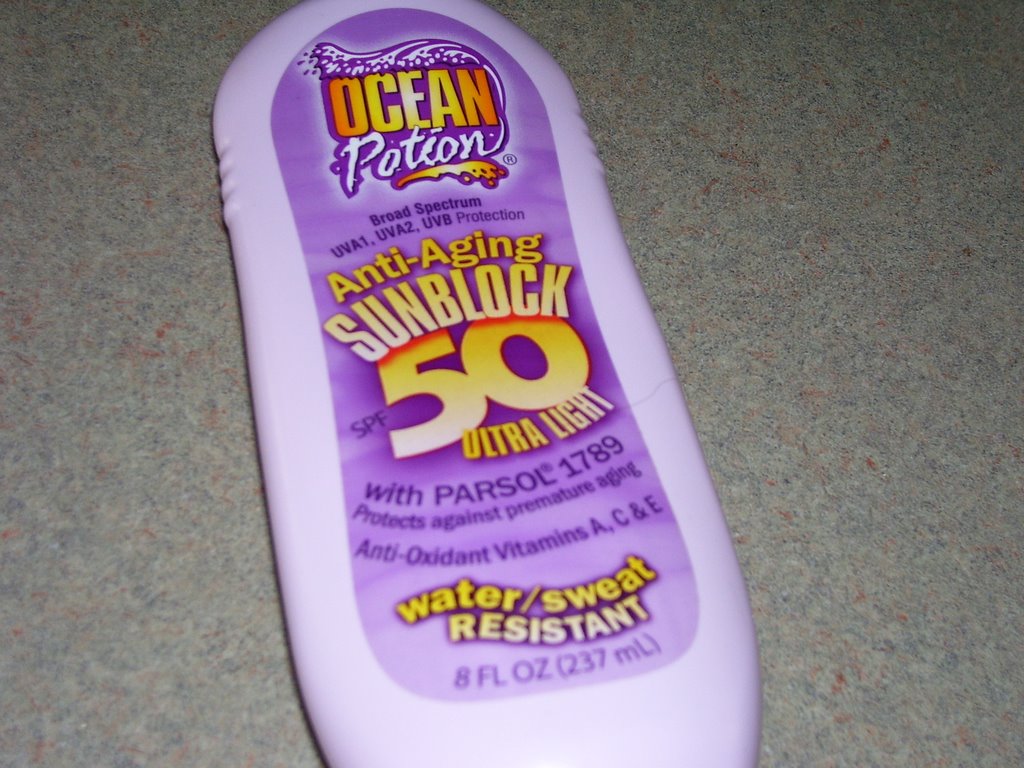 OCEAN
Potion®
Broad Spectrum
UVA1, UVA2, UVB Protection
Anti-Aging
SUNBLOCK
SPF 50
ULTRA LIGHT
with PARSOL® 1789
Protects against premature aging
Anti-Oxidant Vitamins A, C & E
water/sweat
RESISTANT
8 FL OZ (237 mL)